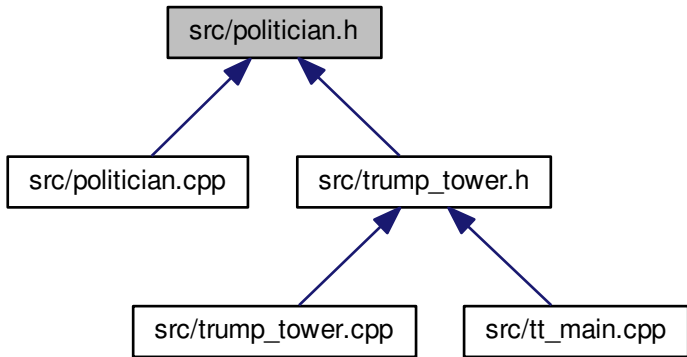 src/politician.h
src/politician.cpp
src/trump_tower.h
src/trump_tower.cpp
src/tt_main.cpp